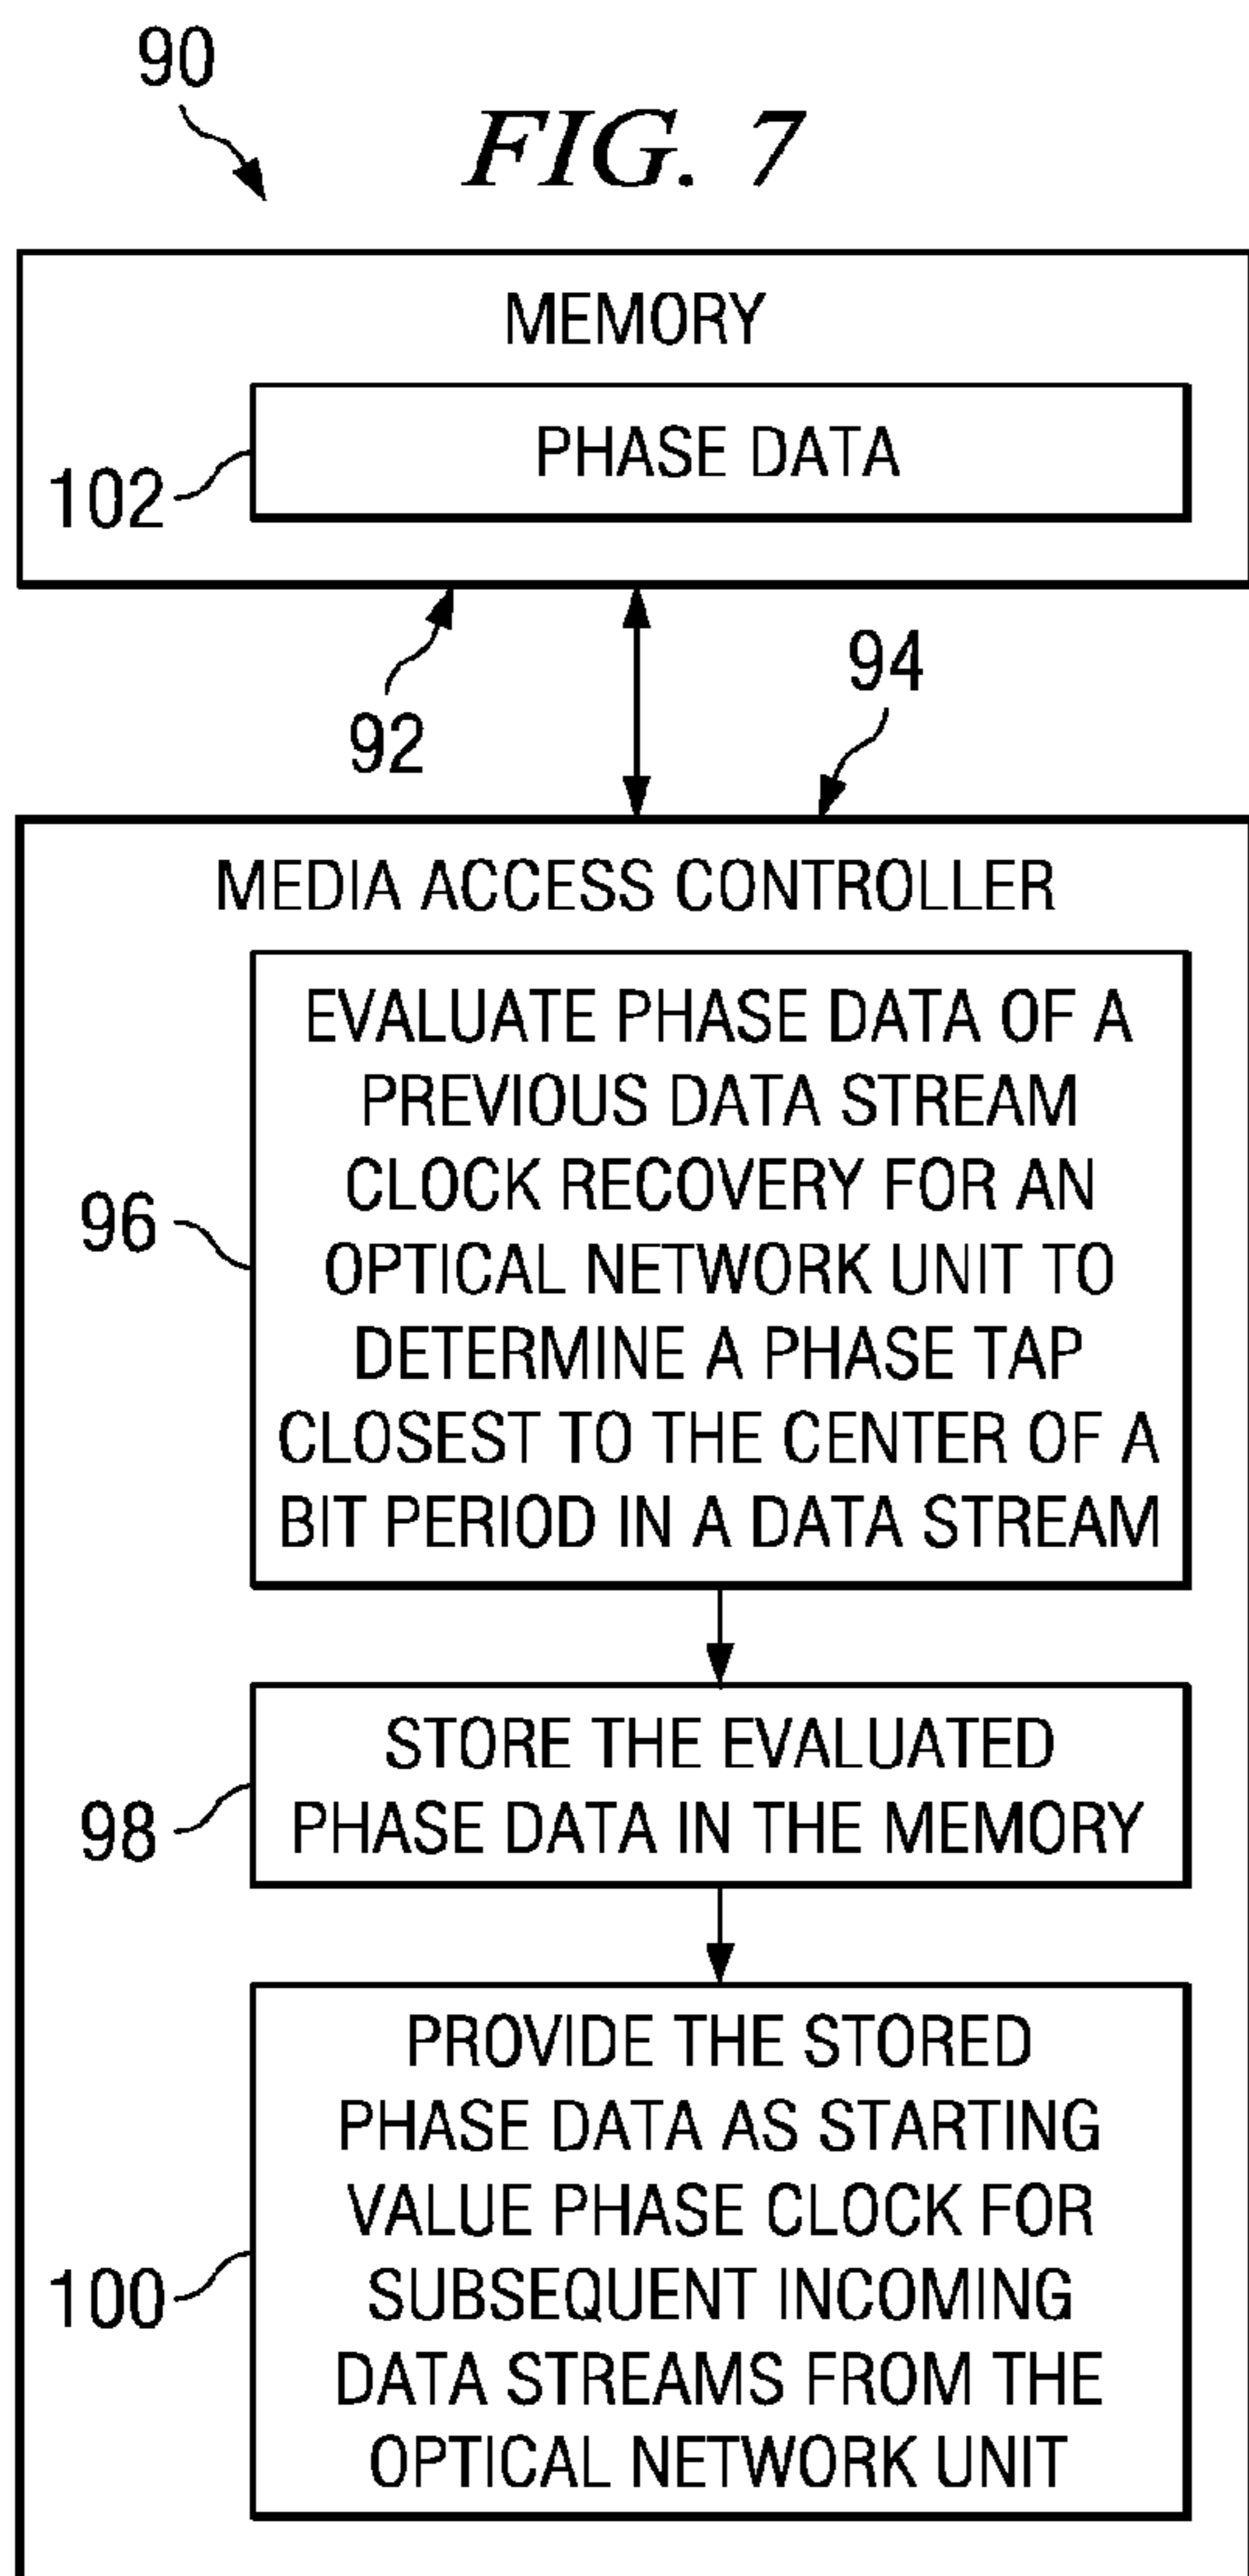 90
FIG. 7
MEMORY
PHASE DATA
102
92
94
MEDIA ACCESS CONTROLLER
EVALUATE PHASE DATA OF A
PREVIOUS DATA STREAM
CLOCK RECOVERY FOR AN
OPTICAL NETWORK UNIT TO
DETERMINE A PHASE TAP
CLOSEST TO THE CENTER OF A
BIT PERIOD IN A DATA STREAM
96
STORE THE EVALUATED
PHASE DATA IN THE MEMORY
98
PROVIDE THE STORED
PHASE DATA AS STARTING
VALUE PHASE CLOCK FOR
SUBSEQUENT INCOMING
DATA STREAMS FROM THE
OPTICAL NETWORK UNIT
100